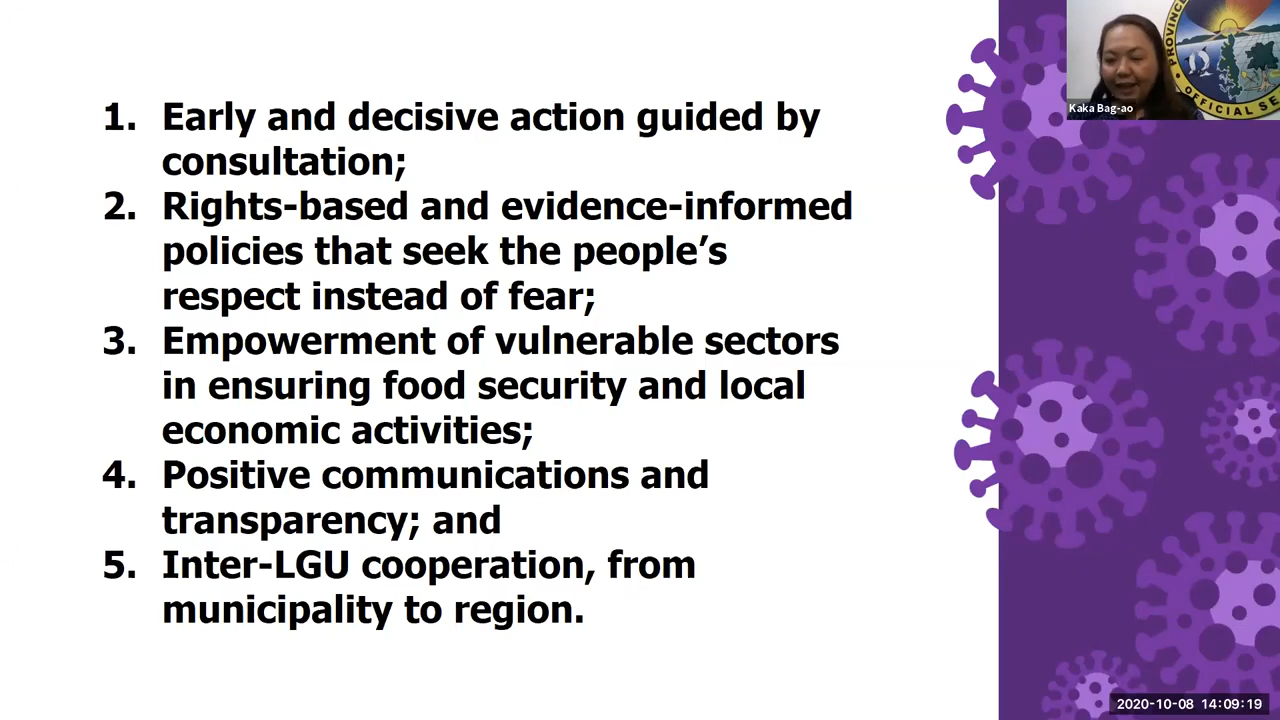 1. Early and decisive action guided by
consultation;
2. Rights-based and evidence-informed
policies that seek the people’s
respect instead of fear;
3. Empowerment of vulnerable sectors
in ensuring food security and local
economic activities;
4. Positive communications and
transparency; and
5. Inter-LGU cooperation, from
municipality to region.
PROVINCE
OFFICIAL SE
Kaka Bag-ao
2020-10-08 14:09:19